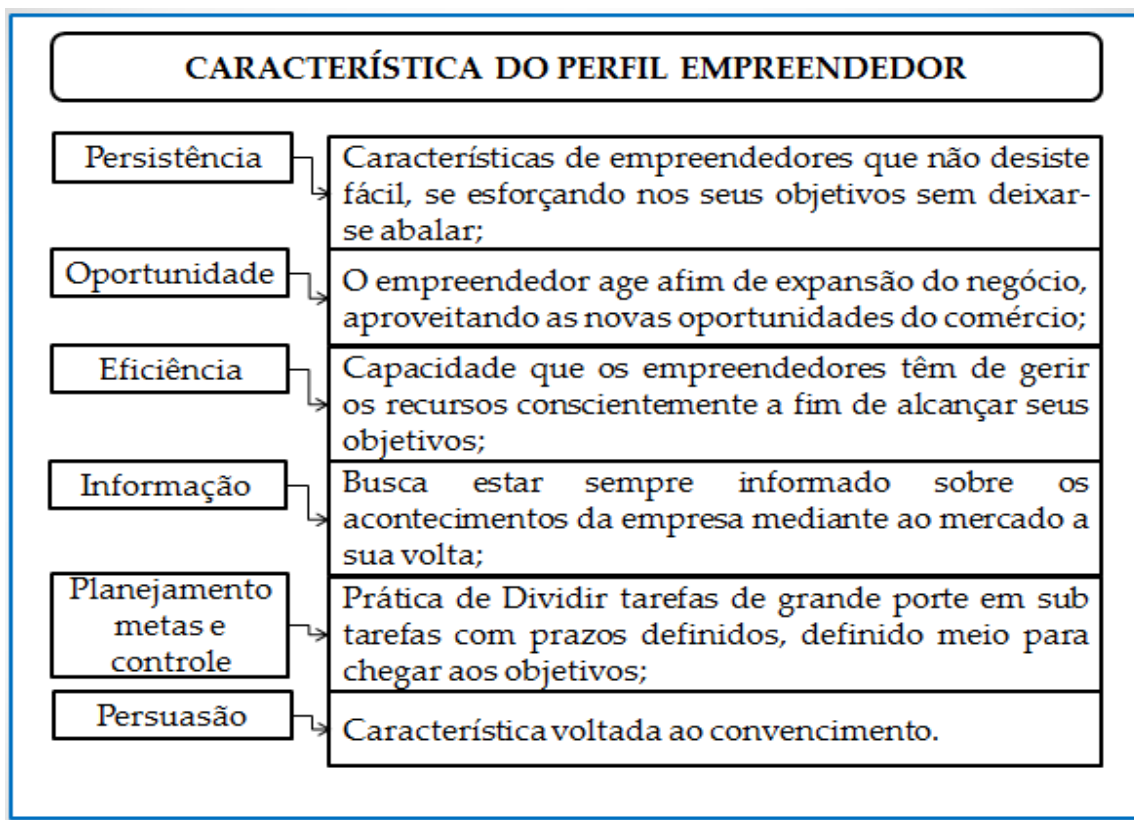 CARACTERÍSTICA DO PERFIL EMPREENDEDOR
Persistência
Características de empreendedores que não desiste
fácil, se esforçando nos seus objetivos sem deixar-
se abalar;
Oportunidade
O empreendedor age afim de expansão do negócio,
aproveitando as novas oportunidades do comércio;
Eficiência
Capacidade que os empreendedores têm de gerir
os recursos conscientemente a fim de alcançar seus
objetivos;
Informação
Busca estar sempre informado sobre os
acontecimentos da empresa mediante ao mercado a
sua volta;
Planejamento
metas e
controle
Prática de Dividir tarefas de grande porte em sub
tarefas com prazos definidos, definido meio para
chegar aos objetivos;
Persuasão
Característica voltada ao convencimento.